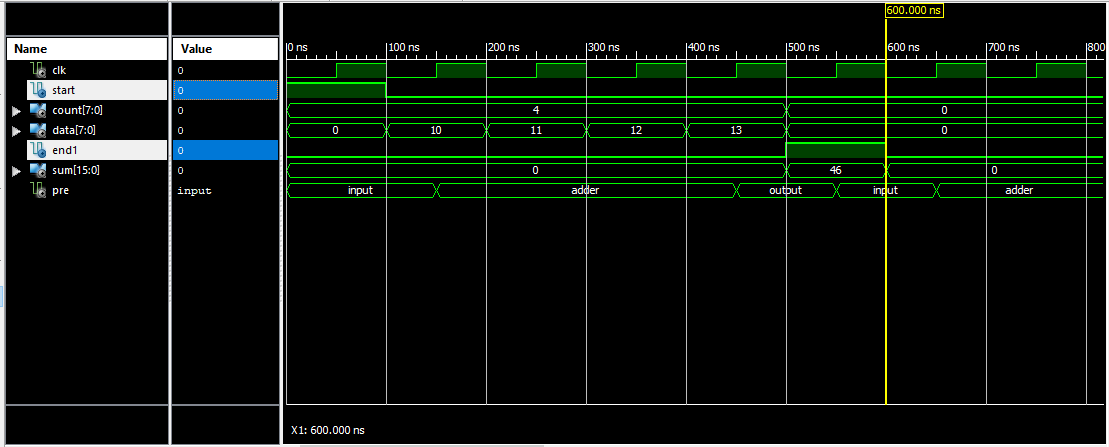 600.000 ns
Name Value
0 ns 100 ns 200 ns 300 ns 400 ns 500 ns 600 ns 700 ns 800
clk 0
start 0
count[7:0] 0 4 0
data[7:0] 0 0 10 11 12 13 0
end1 0
sum[15:0] 0 0 46 0
pre input input adder output input adder
X1: 600.000 ns